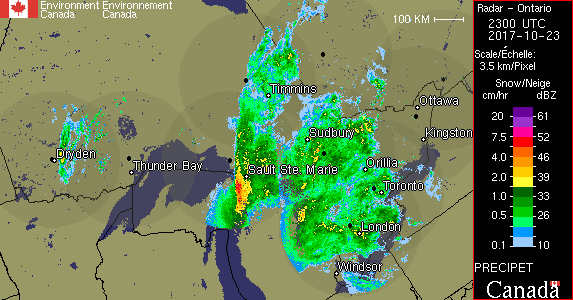 Environment Environnement
Canada Canada
100 KM
Timmins
Ottawa
Sudbury
Kingston
Dryden
Thunder Bay
Sault Ste. Marie
Orillia
Toronto
London
Windsor
Radar - Ontario
2300 UTC
2017-10-23
Scale/Échelle:
3.5 km/Pixel
Snow/Neige
cm/hr dBZ
20 61
7.5 52
4.0 46
2.0 39
1.0 33
0.5 26
0.1 10
PRECIPET
Canada